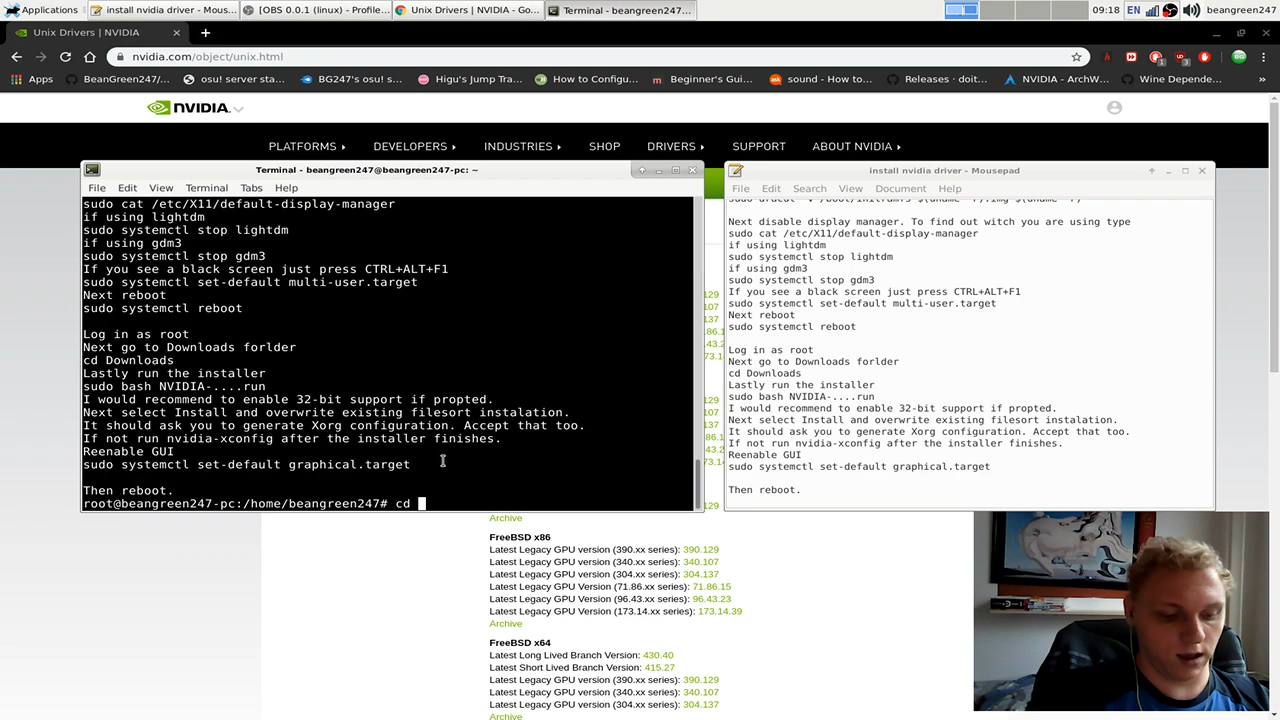 Applications
install nvidia driver - Mous...
[OBS 0.0.1 (linux) - Profile...
Unix Drivers | NVIDIA - Go...
Terminal - beangreen247...
09:18
EN
beangreen247
Unix Drivers | NVIDIA
nvidia.com/object/unix.html
Apps
BeanGreen247/...
osu! server sta...
BG247's osu! s...
Higu's Jump Tra...
How to Configu...
Beginner's Gui...
sound - How to...
Releases · doit...
NVIDIA - ArchW...
Wine Depende...
NVIDIA.
PLATFORMS
DEVELOPERS
INDUSTRIES
SHOP
DRIVERS
SUPPORT
ABOUT NVIDIA
Terminal - beangreen247@beangreen247-pc: ~
File Edit View Terminal Tabs Help
sudo cat /etc/X11/default-display-manager
if using lightdm
sudo systemctl stop lightdm
if using gdm3
sudo systemctl stop gdm3
If you see a black screen just press CTRL+ALT+F1
sudo systemctl set-default multi-user.target
Next reboot
sudo systemctl reboot
Log in as root
Next go to Downloads forlder
cd Downloads
Lastly run the installer
sudo bash NVIDIA-....run
I would recommend to enable 32-bit support if propted.
Next select Install and overwrite existing filesort instalation.
It should ask you to generate Xorg configuration. Accept that too.
If not run nvidia-xconfig after the installer finishes.
Reenable GUI
sudo systemctl set-default graphical.target
Then reboot.
root@beangreen247-pc:/home/beangreen247# cd
install nvidia driver - Mousepad
File Edit Search View Document Help
Next disable display manager. To find out witch you are using type
sudo cat /etc/X11/default-display-manager
if using lightdm
sudo systemctl stop lightdm
if using gdm3
sudo systemctl stop gdm3
If you see a black screen just press CTRL+ALT+F1
sudo systemctl set-default multi-user.target
Next reboot
sudo systemctl reboot
Log in as root
Next go to Downloads forlder
cd Downloads
Lastly run the installer
sudo bash NVIDIA-....run
I would recommend to enable 32-bit support if propted.
Next select Install and overwrite existing filesort instalation.
It should ask you to generate Xorg configuration. Accept that too.
If not run nvidia-xconfig after the installer finishes.
Reenable GUI
sudo systemctl set-default graphical.target
Then reboot.
Archive
FreeBSD x86
Latest Legacy GPU version (390.xx series): 390.129
Latest Legacy GPU version (340.xx series): 340.107
Latest Legacy GPU version (304.xx series): 304.137
Latest Legacy GPU Version (71.86.xx series): 71.86.15
Latest Legacy GPU Version (96.43.xx series): 96.43.23
Latest Legacy GPU Version (173.14.xx series): 173.14.39
Archive
FreeBSD x64
Latest Long Lived Branch Version: 430.40
Latest Short Lived Branch Version: 415.27
Latest Legacy GPU version (390.xx series): 390.129
Latest Legacy GPU version (340.xx series): 340.107
Latest Legacy GPU version (304.xx series): 304.137
Archive